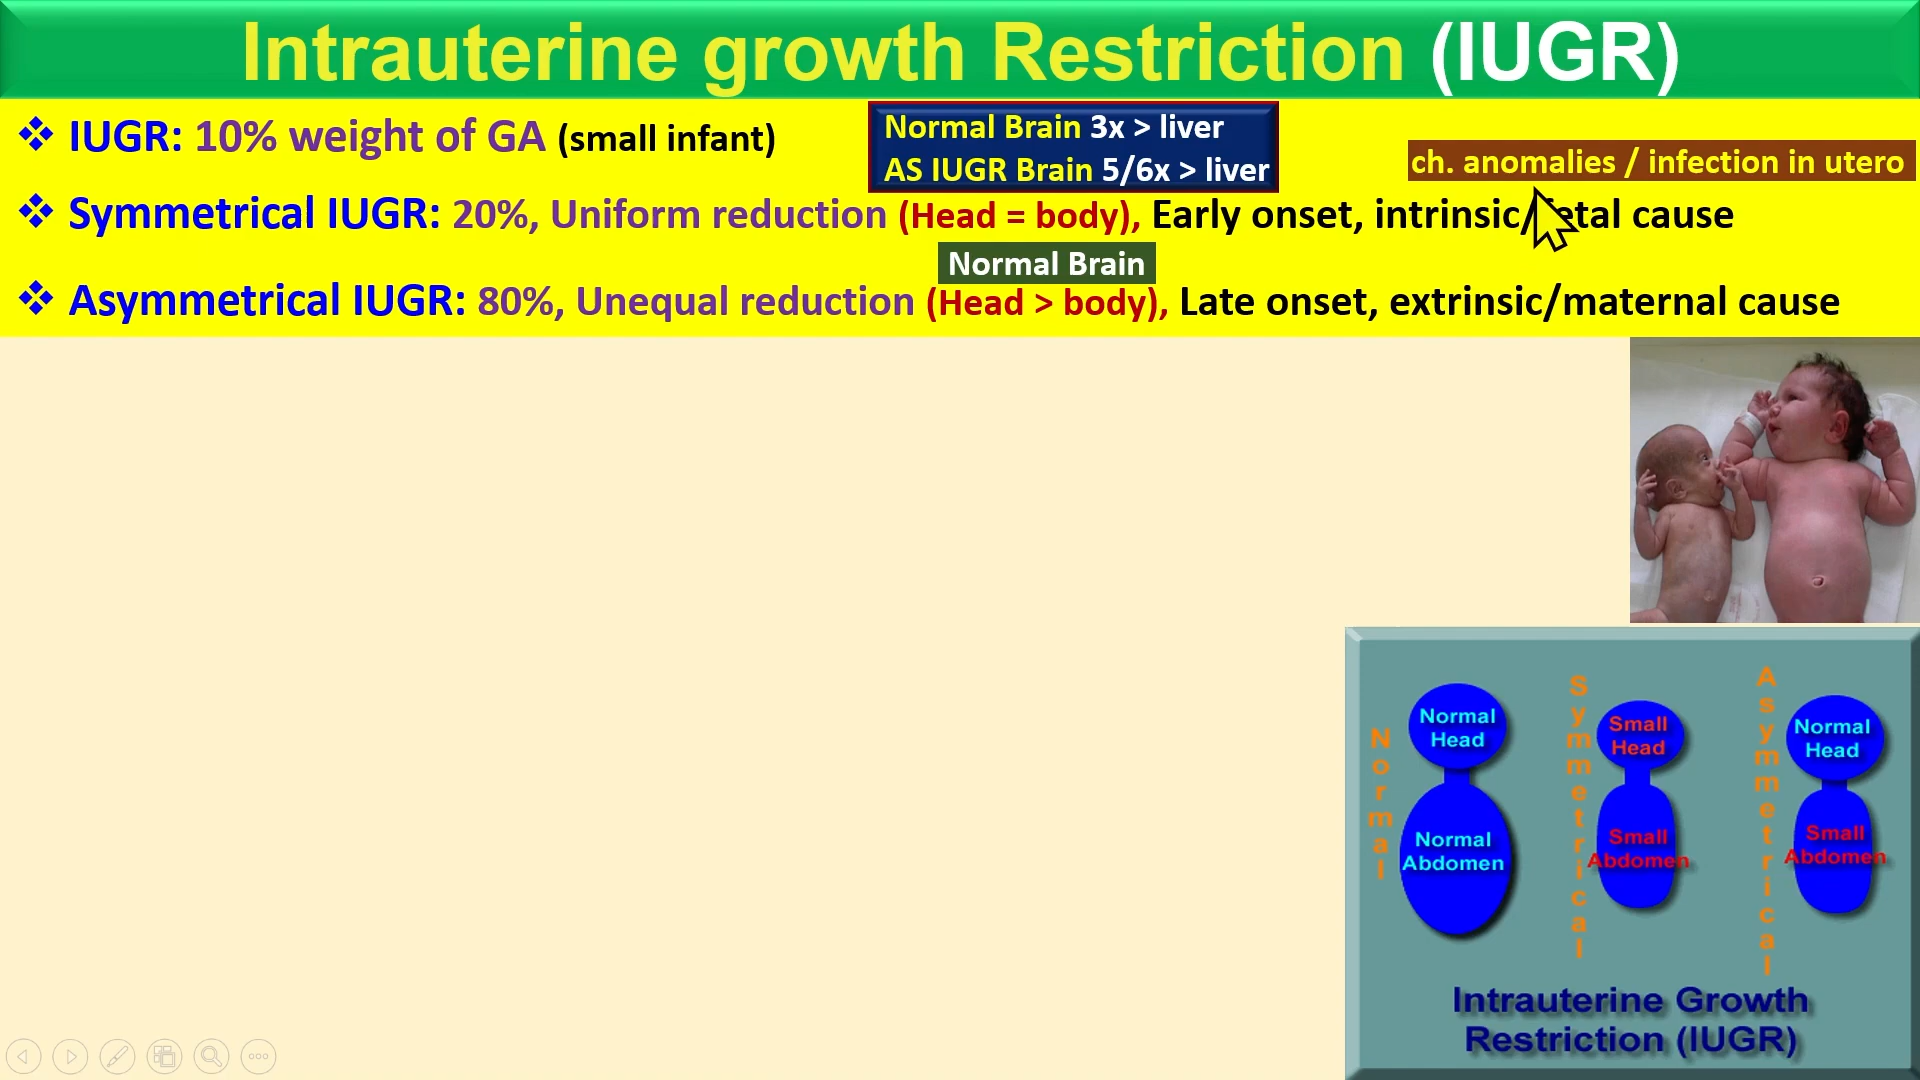 Intrauterine growth Restriction (IUGR)
❖ IUGR: 10% weight of GA (small infant)
Normal Brain 3x > liver
AS IUGR Brain 5/6x > liver
ch. anomalies / infection in utero
❖ Symmetrical IUGR: 20%, Uniform reduction (Head = body), Early onset, intrinsic/fetal cause
Normal Brain
❖ Asymmetrical IUGR: 80%, Unequal reduction (Head > body), Late onset, extrinsic/maternal cause
Normal
Normal
Head
Normal
Abdomen
Symmetrical
Small
Head
Small
Abdomen
Asymmetrical
Normal
Head
Small
Abdomen
Intrauterine Growth
Restriction (IUGR)